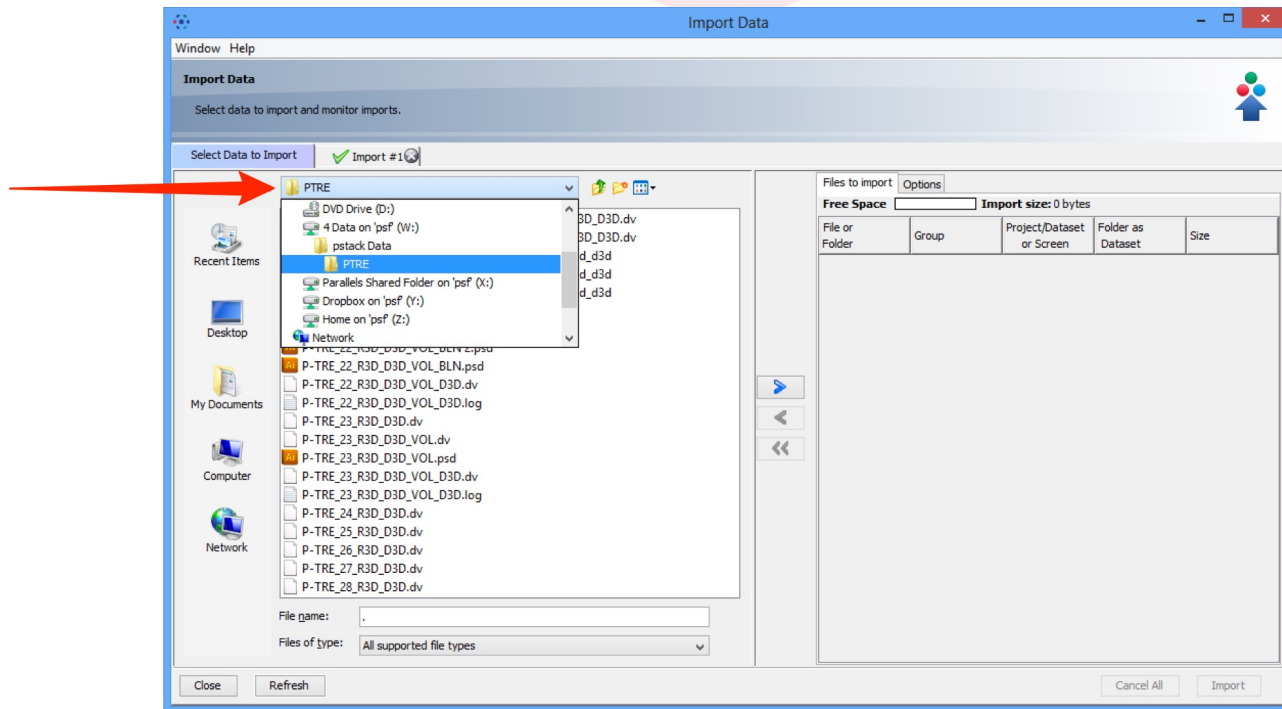 Import Data
Window Help
Import Data
Select data to import and monitor imports.
Select Data to Import
Import #1
PTRE
DVD Drive (D:)
4 Data on 'psf' (W:)
pstack Data
PTRE
Parallels Shared Folder on 'psf' (X:)
Dropbox on 'psf' (Y:)
Home on 'psf' (Z:)
Network
3D_D3D.dv
3D_D3D.dv
d_d3d
d_d3d
d_d3d
Recent Items
Desktop
My Documents
Computer
Network
P-TRE_22_R3D_D3D_VOL_BLN 2.psd
P-TRE_22_R3D_D3D_VOL_BLN.psd
P-TRE_22_R3D_D3D_VOL_D3D.dv
P-TRE_22_R3D_D3D_VOL_D3D.log
P-TRE_23_R3D_D3D.dv
P-TRE_23_R3D_D3D_VOL.dv
P-TRE_23_R3D_D3D_VOL.psd
P-TRE_23_R3D_D3D_VOL_D3D.dv
P-TRE_23_R3D_D3D_VOL_D3D.log
P-TRE_24_R3D_D3D.dv
P-TRE_25_R3D_D3D.dv
P-TRE_26_R3D_D3D.dv
P-TRE_27_R3D_D3D.dv
P-TRE_28_R3D_D3D.dv
File name: .
Files of type: All supported file types
Files to import Options
Free Space Import size: 0 bytes
File or Folder Group Project/Dataset or Screen Folder as Dataset Size
Close Refresh Cancel All Import